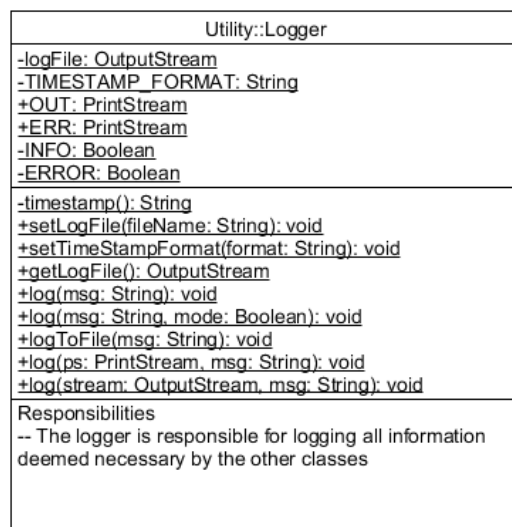 Utility::Logger
-logFile: OutputStream
-TIMESTAMP_FORMAT: String
+OUT: PrintStream
+ERR: PrintStream
-INFO: Boolean
-ERROR: Boolean
-timestamp(): String
+setLogFile(fileName: String): void
+setTimeStampFormat(format: String): void
+getLogFile(): OutputStream
+log(msg: String): void
+log(msg: String, mode: Boolean): void
+logToFile(msg: String): void
+log(ps: PrintStream, msg: String): void
+log(stream: OutputStream, msg: String): void
Responsibilities
-- The logger is responsible for logging all information
deemed necessary by the other classes